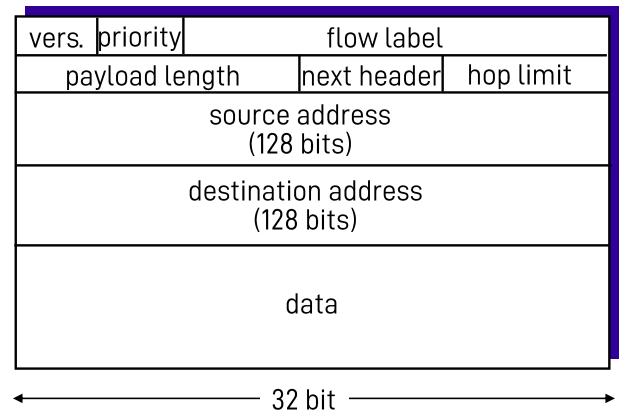 vers. priority flow label
payload length next header hop limit
source address
(128 bits)
destination address
(128 bits)
data
32 bit